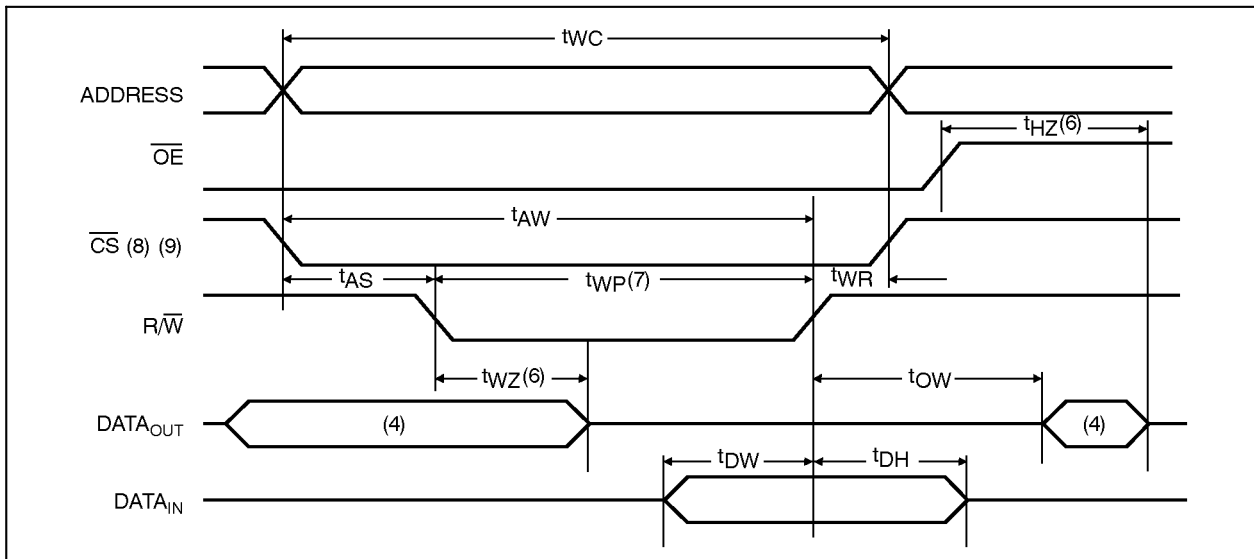 tWC
ADDRESS
tHZ(6)
OE
tAW
CS (8) (9)
tAS
tWP(7)
tWR
R/W
tWZ(6)
tOW
DATAOUT
(4)
(4)
tDW
tDH
DATAIN